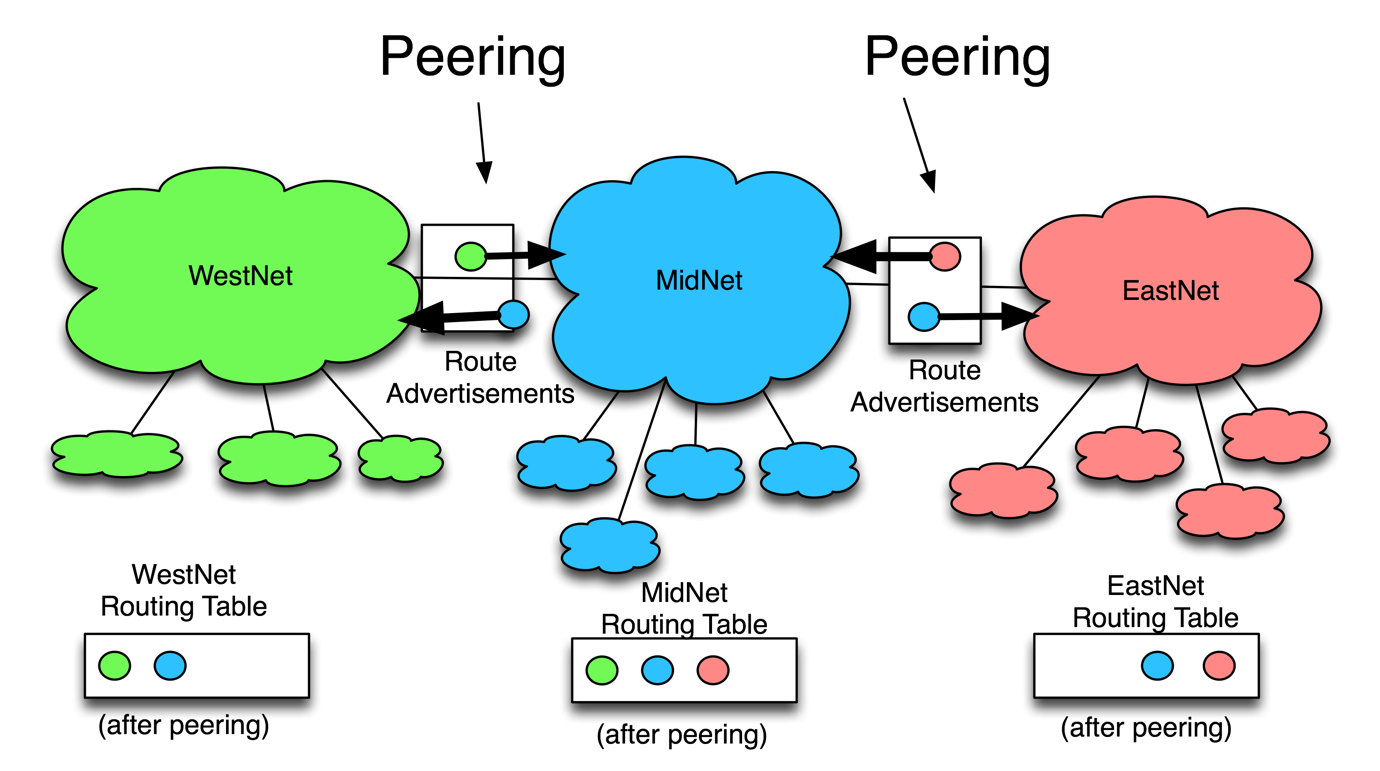 Peering
Peering
WestNet
MidNet
EastNet
Route
Advertisements
Route
Advertisements
WestNet
Routing Table
(after peering)
MidNet
Routing Table
(after peering)
EastNet
Routing Table
(after peering)